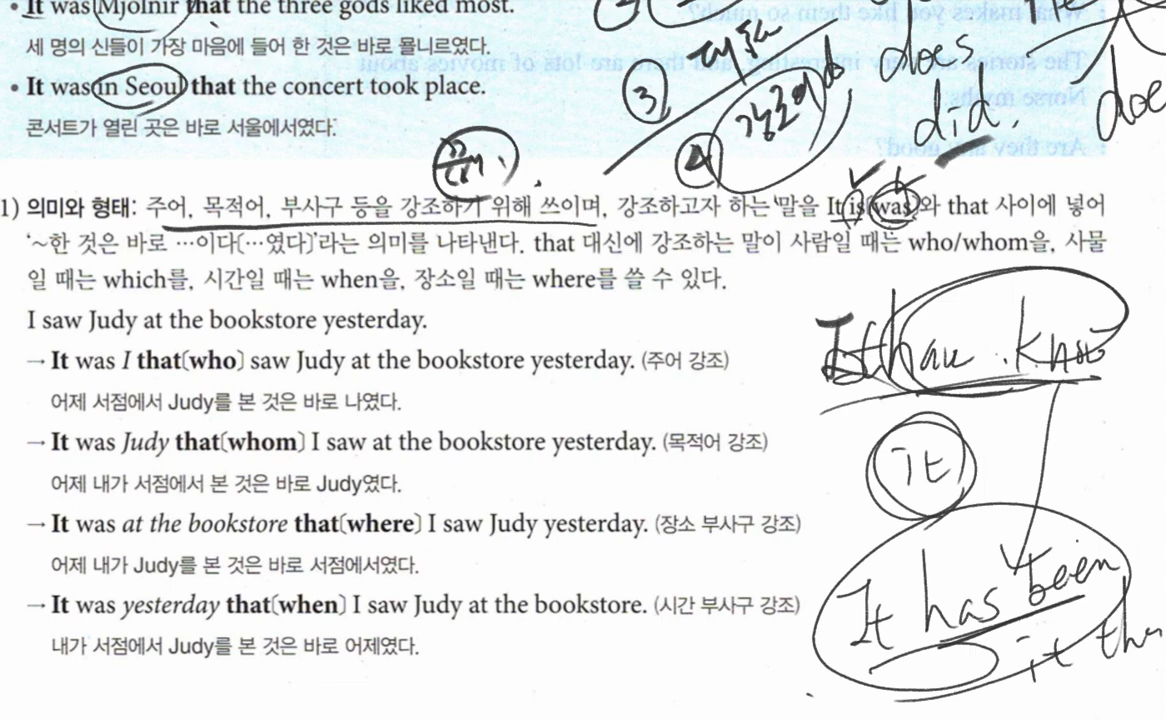 • It was Mjolnir that the three gods liked most.
세 명의 신들이 가장 마음에 들어 한 것은 바로 묠니르였다.
• It was in Seoul that the concert took place.
콘서트가 열린 곳은 바로 서울에서였다.
③
④ 강조어법
does
did.
doe
1) 의미와 형태: 주어, 목적어, 부사구 등을 강조하기 위해 쓰이며, 강조하고자 하는 말을 It is(was)와 that 사이에 넣어
‘~한 것은 바로 …이다(…였다)’라는 의미를 나타낸다. that 대신에 강조하는 말이 사람일 때는 who/whom을, 사물
일 때는 which를, 시간일 때는 when을, 장소일 때는 where를 쓸 수 있다.
I saw Judy at the bookstore yesterday.
→ It was I that(who) saw Judy at the bookstore yesterday. (주어 강조)
어제 서점에서 Judy를 본 것은 바로 나였다.
→ It was Judy that(whom) I saw at the bookstore yesterday. (목적어 강조)
어제 내가 서점에서 본 것은 바로 Judy였다.
→ It was at the bookstore that(where) I saw Judy yesterday. (장소 부사구 강조)
어제 내가 Judy를 본 것은 바로 서점에서였다.
→ It was yesterday that(when) I saw Judy at the bookstore. (시간 부사구 강조)
내가 서점에서 Judy를 본 것은 바로 어제였다.
It
It has been
it tha